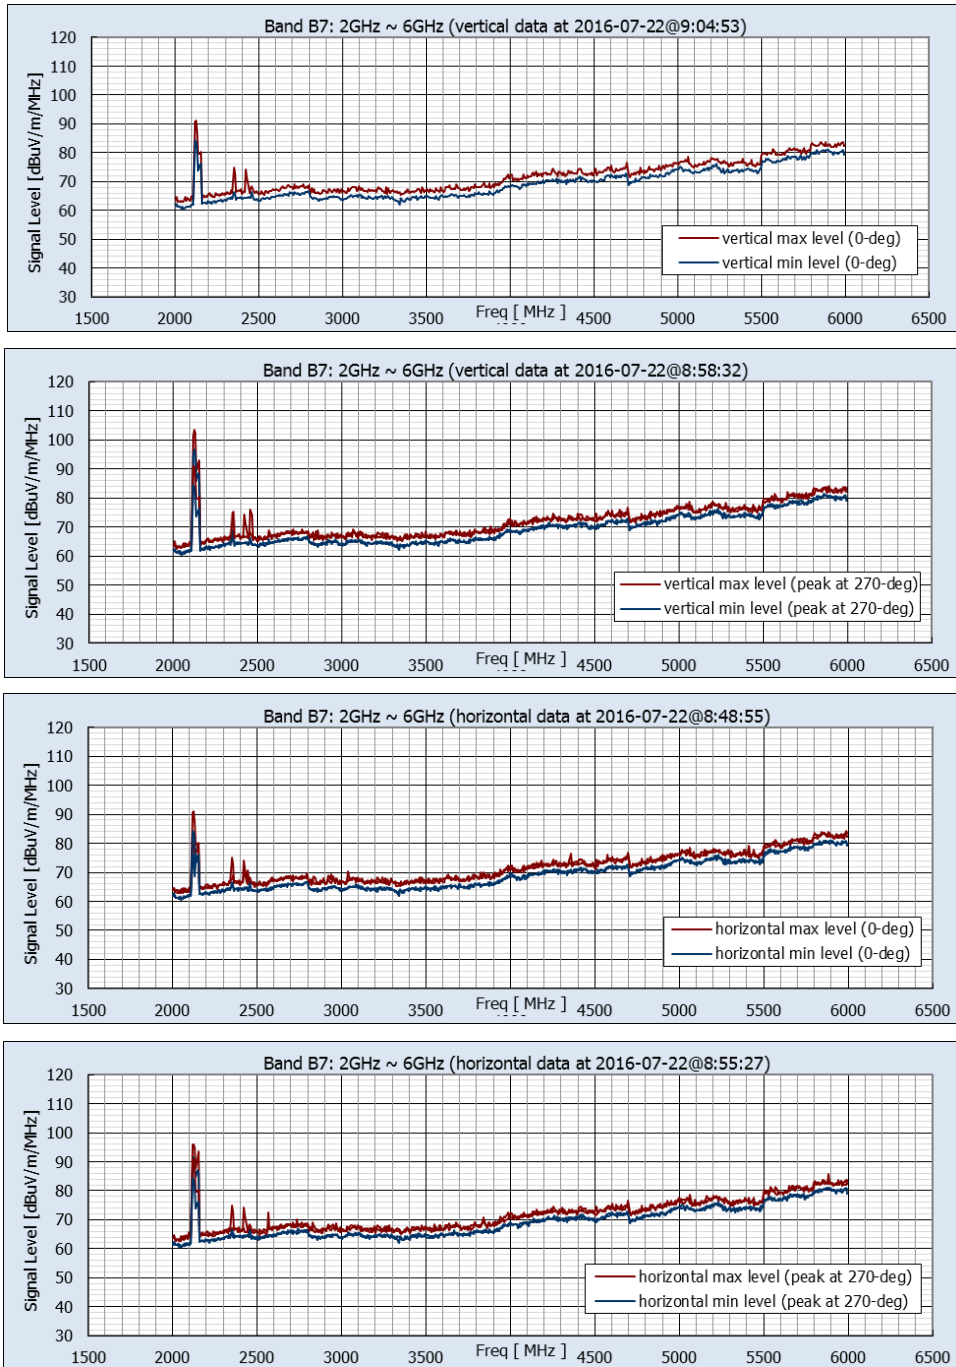 Band B7: 2GHz ~ 6GHz (vertical data at 2016-07-22@9:04:53)
120
110
100
90
80
70
60
50
40
30
Signal Level [dBuV/m/MHz]
vertical max level (0-deg)
vertical min level (0-deg)
Freq [ MHz ]
1500 2000 2500 3000 3500 4500 5000 5500 6000 6500
Band B7: 2GHz ~ 6GHz (vertical data at 2016-07-22@8:58:32)
120
110
100
90
80
70
60
50
40
30
Signal Level [dBuV/m/MHz]
vertical max level (peak at 270-deg)
vertical min level (peak at 270-deg)
Freq [ MHz ]
1500 2000 2500 3000 3500 4500 5000 5500 6000 6500
Band B7: 2GHz ~ 6GHz (horizontal data at 2016-07-22@8:48:55)
120
110
100
90
80
70
60
50
40
30
Signal Level [dBuV/m/MHz]
horizontal max level (0-deg)
horizontal min level (0-deg)
Freq [ MHz ]
1500 2000 2500 3000 3500 4500 5000 5500 6000 6500
Band B7: 2GHz ~ 6GHz (horizontal data at 2016-07-22@8:55:27)
120
110
100
90
80
70
60
50
40
30
Signal Level [dBuV/m/MHz]
horizontal max level (peak at 270-deg)
horizontal min level (peak at 270-deg)
Freq [ MHz ]
1500 2000 2500 3000 3500 4500 5000 5500 6000 6500